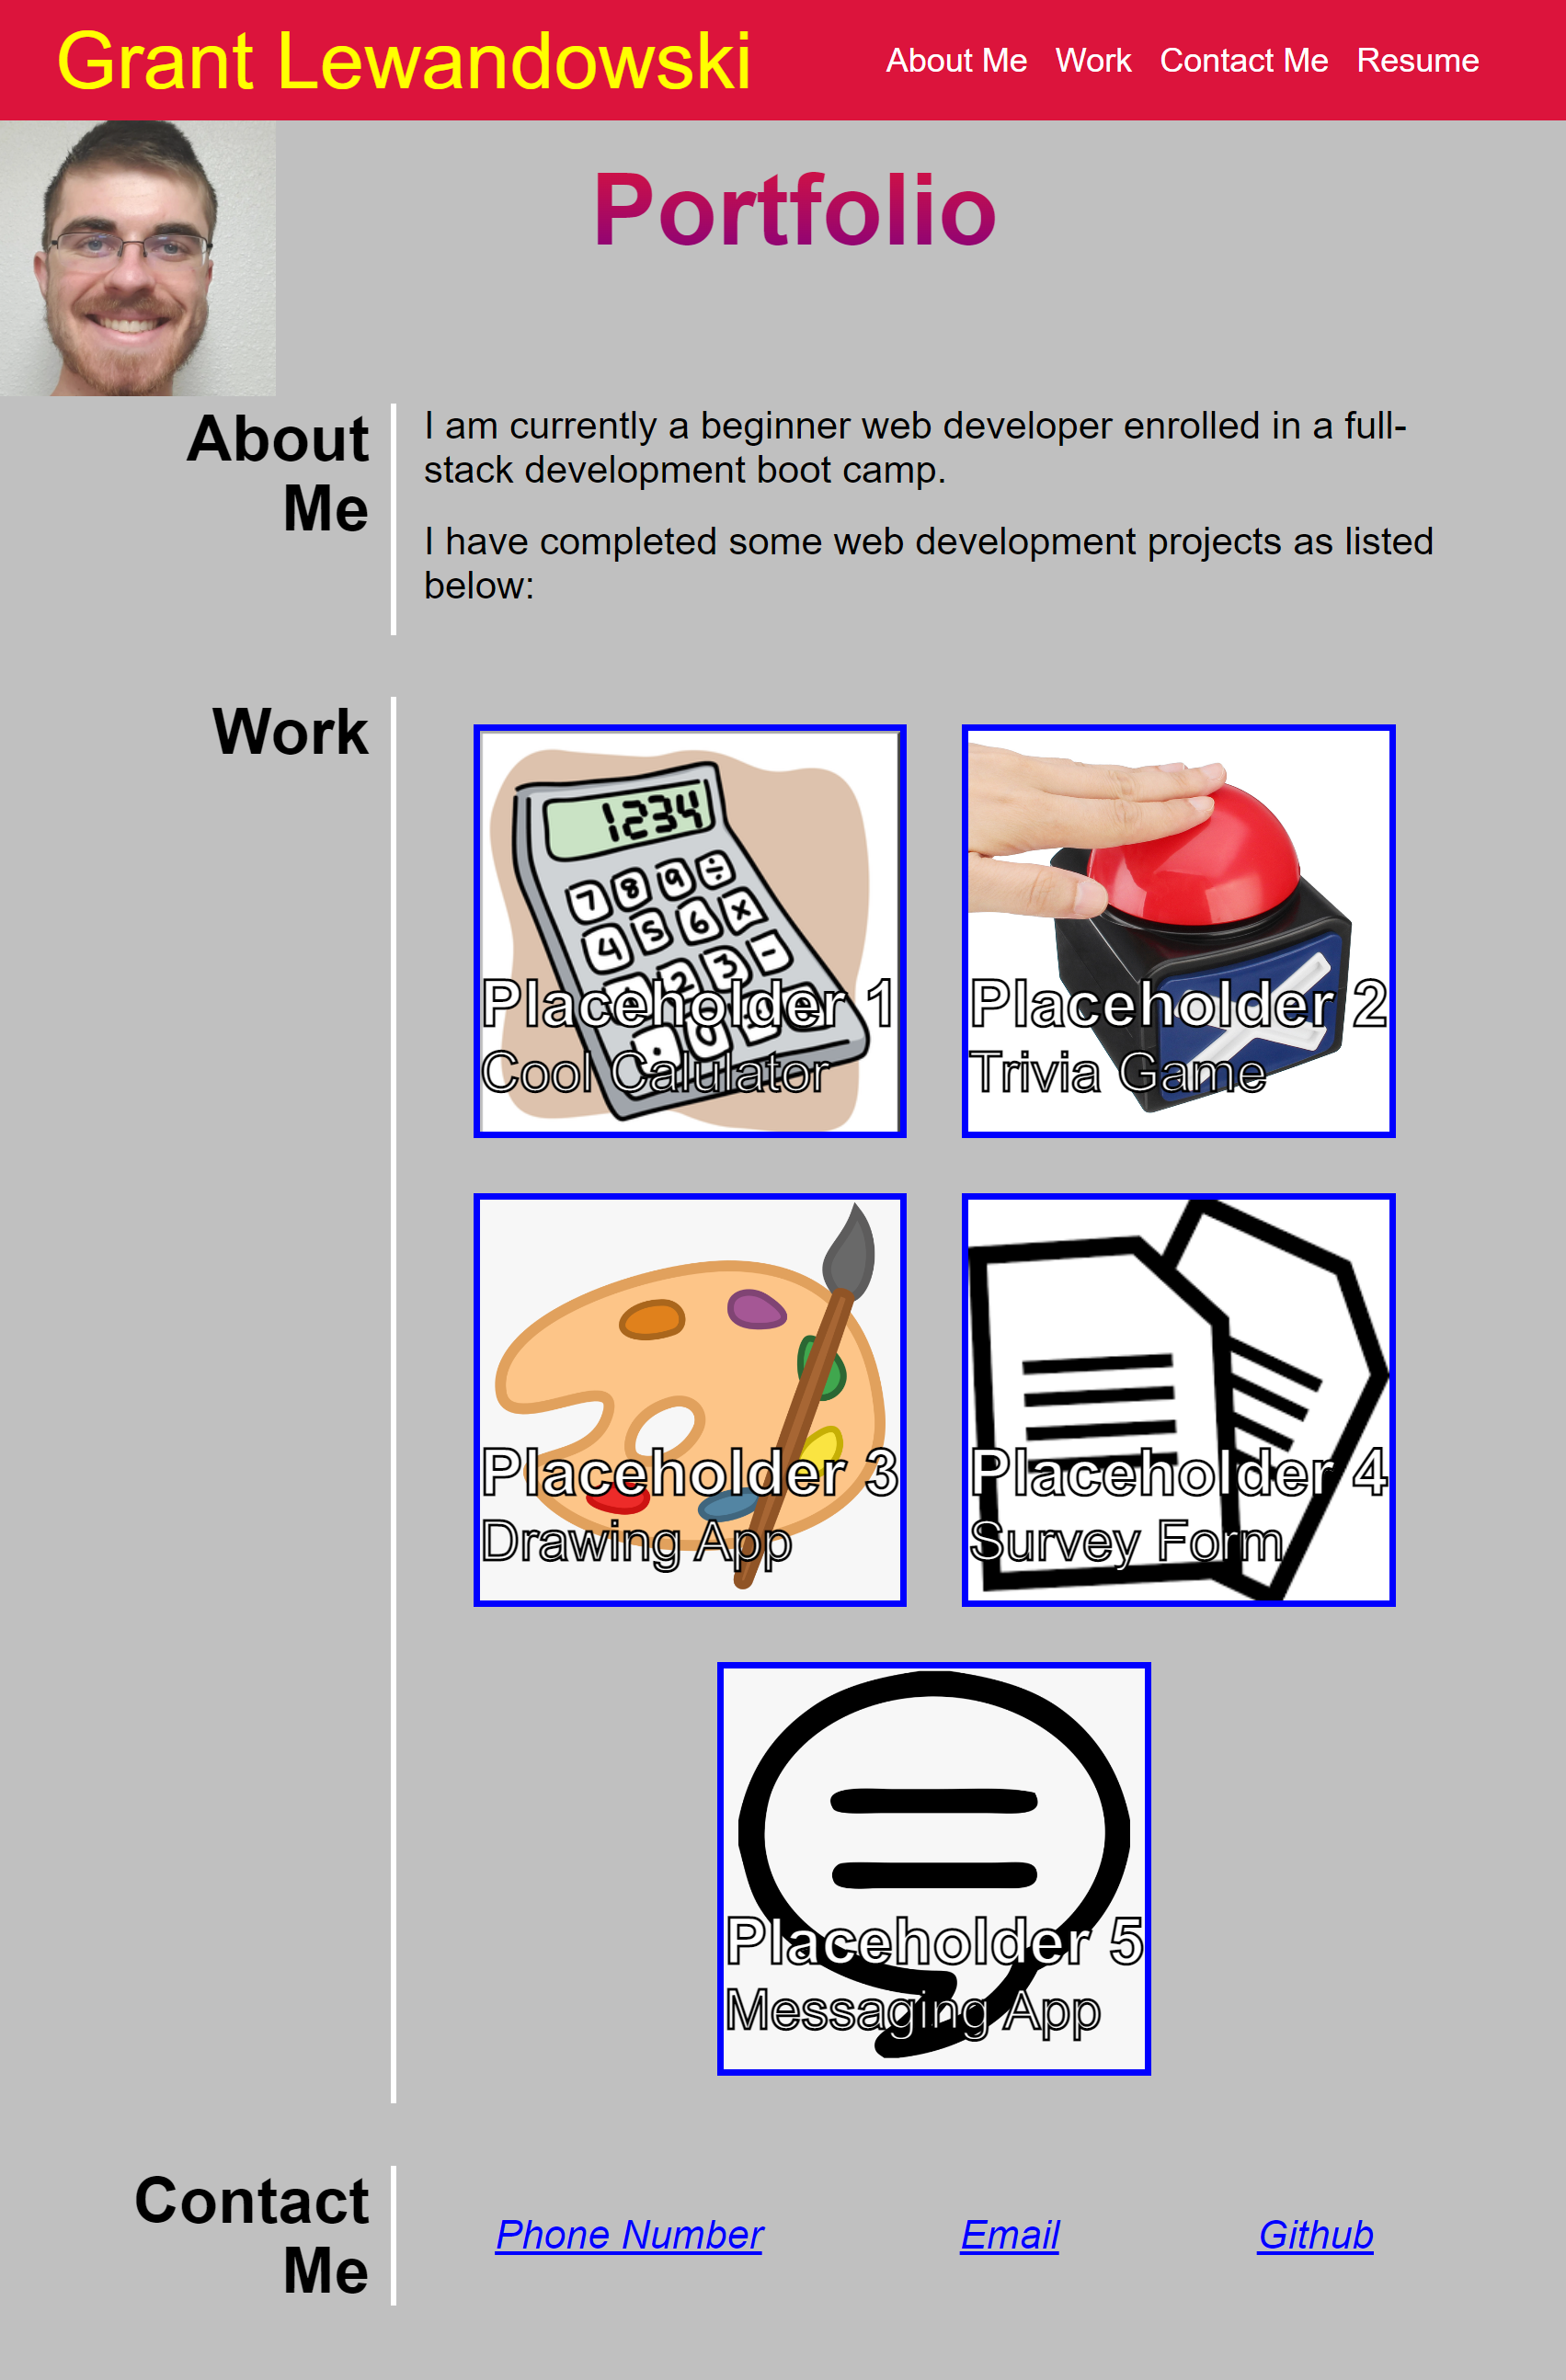 Grant Lewandowski
About Me Work Contact Me Resume
Portfolio
About
Me
I am currently a beginner web developer enrolled in a full-
stack development boot camp.
I have completed some web development projects as listed
below:
Work
1234
7 8 9 ÷
4 5 6 ×
2 3 -
. 0
Placeholder 1
Cool Calulator
Placeholder 2
Trivia Game
Placeholder 3
Drawing App
Placeholder 4
Survey Form
Placeholder 5
Messaging App
Contact
Me
Phone Number Email Github